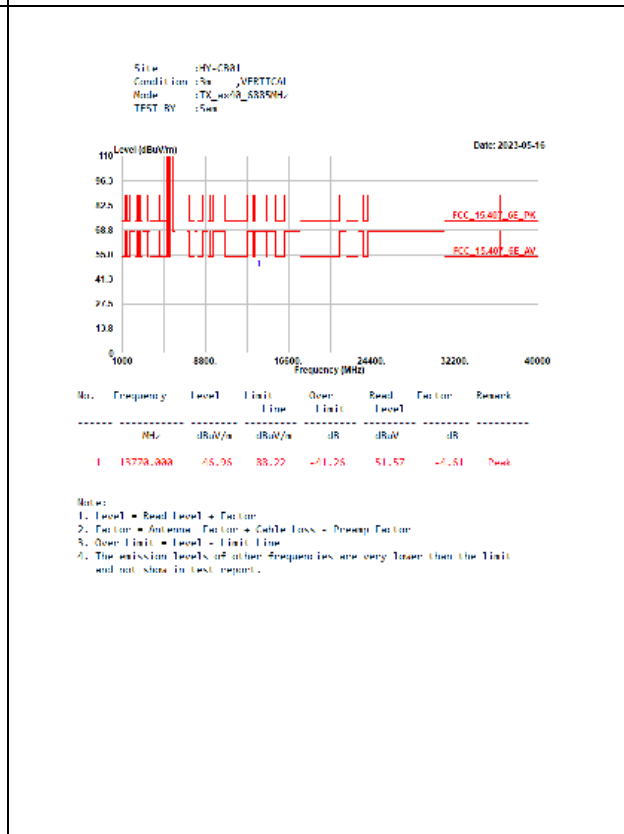 Site :HY-CB01
Condition :3m ,VERTICAL
Mode :TX_ax40_6885MHz
TEST BY :Sam
Level (dBuV/m)
Date: 2023-05-16
110
96.3
82.5
FCC_15.407_6E_PK
68.8
FCC_15.407_6E_AV
55.0
41.3
27.5
13.8
0
1000 8800. 16600. 24400. 32200. 40000
Frequency (MHz)
No. Frequency Level Limit Over Read Factor Remark
Line Limit Level
------ ----------- -------- -------- -------- -------- -------- ---------
MHz dBuV/m dBuV/m dB dBuV dB
1 13770.000 46.96 88.22 -41.26 51.57 -4.61 Peak
Note:
1. Level = Read Level + Factor
2. Factor = Antenna Factor + Cable Loss - Preamp Factor
3. Over Limit = Level - Limit Line
4. The emission levels of other frequencies are very lower than the limit
and not show in test report.
1